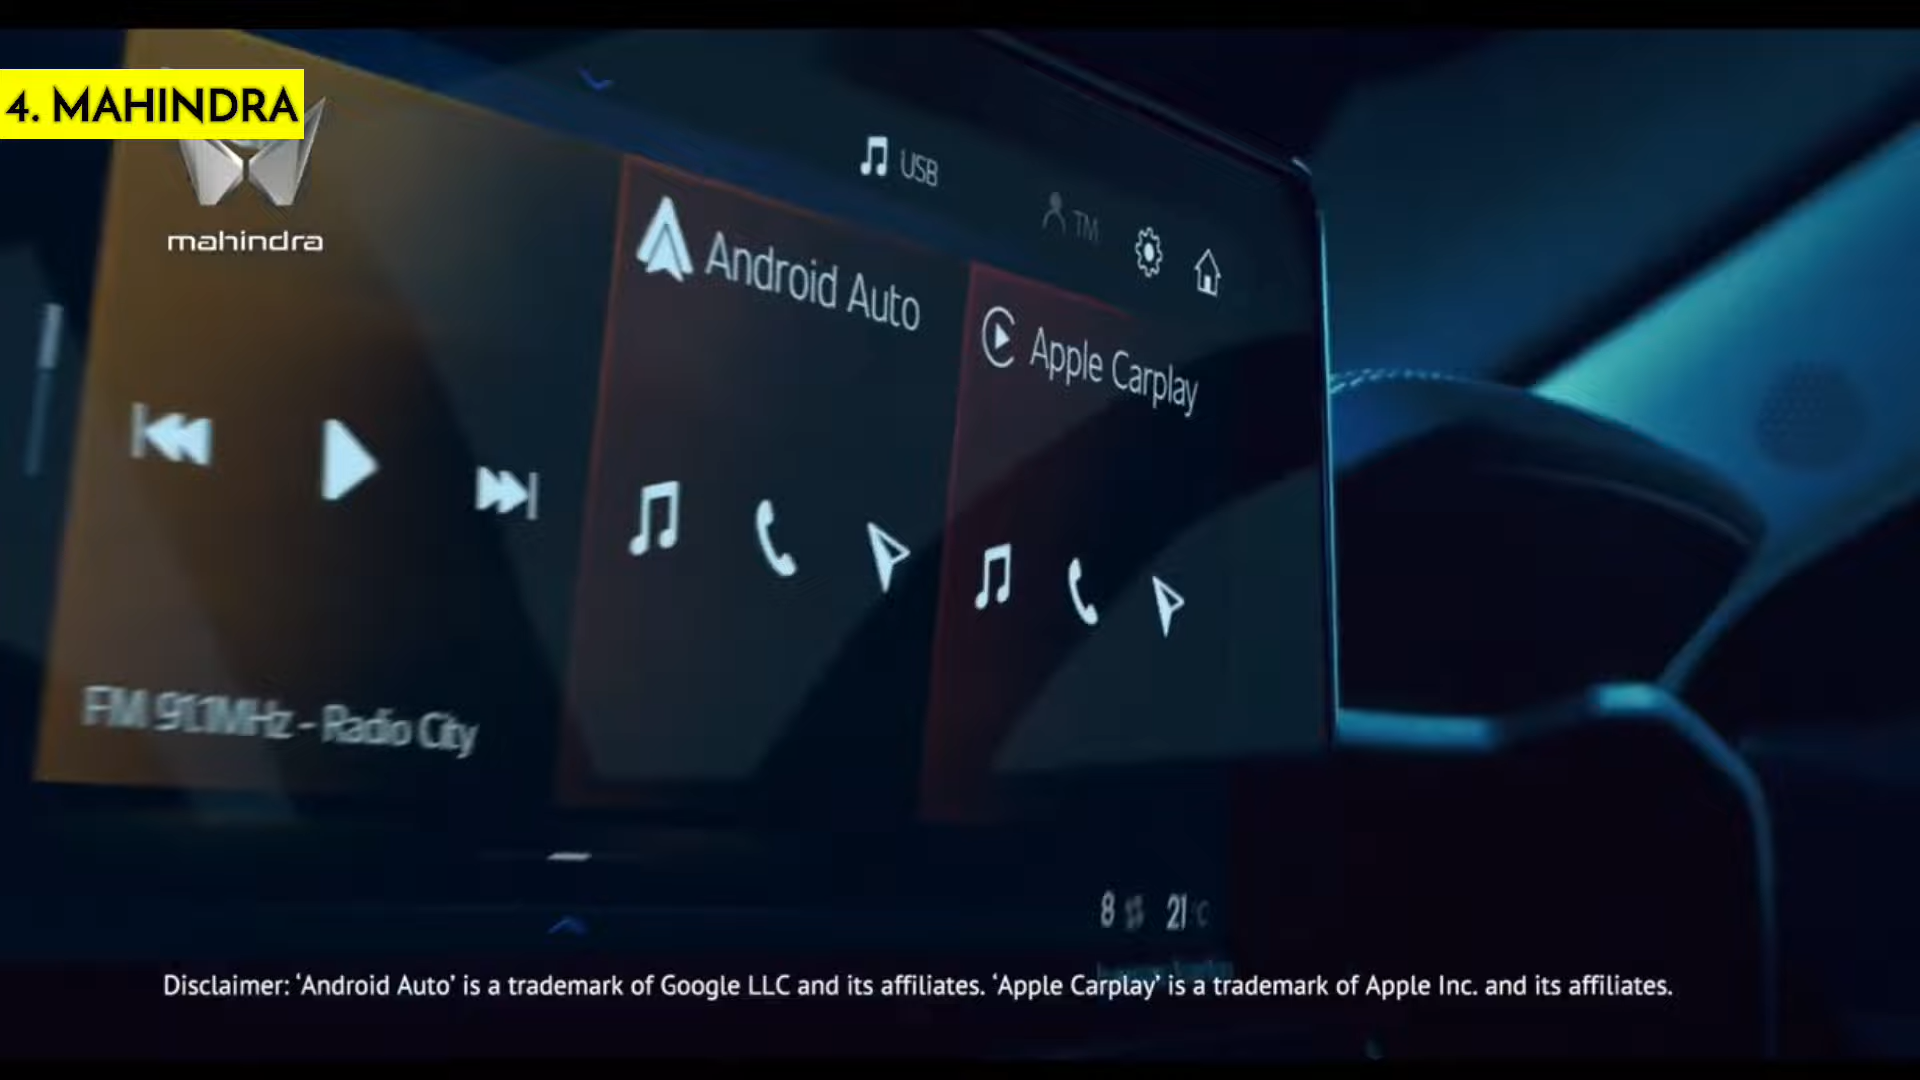 4. MAHINDRA
mahindra
USB
TM
Android Auto
Apple Carplay
FM 91.1MHz - Radio City
8 21°C
Disclaimer: ‘Android Auto’ is a trademark of Google LLC and its affiliates. ‘Apple Carplay’ is a trademark of Apple Inc. and its affiliates.